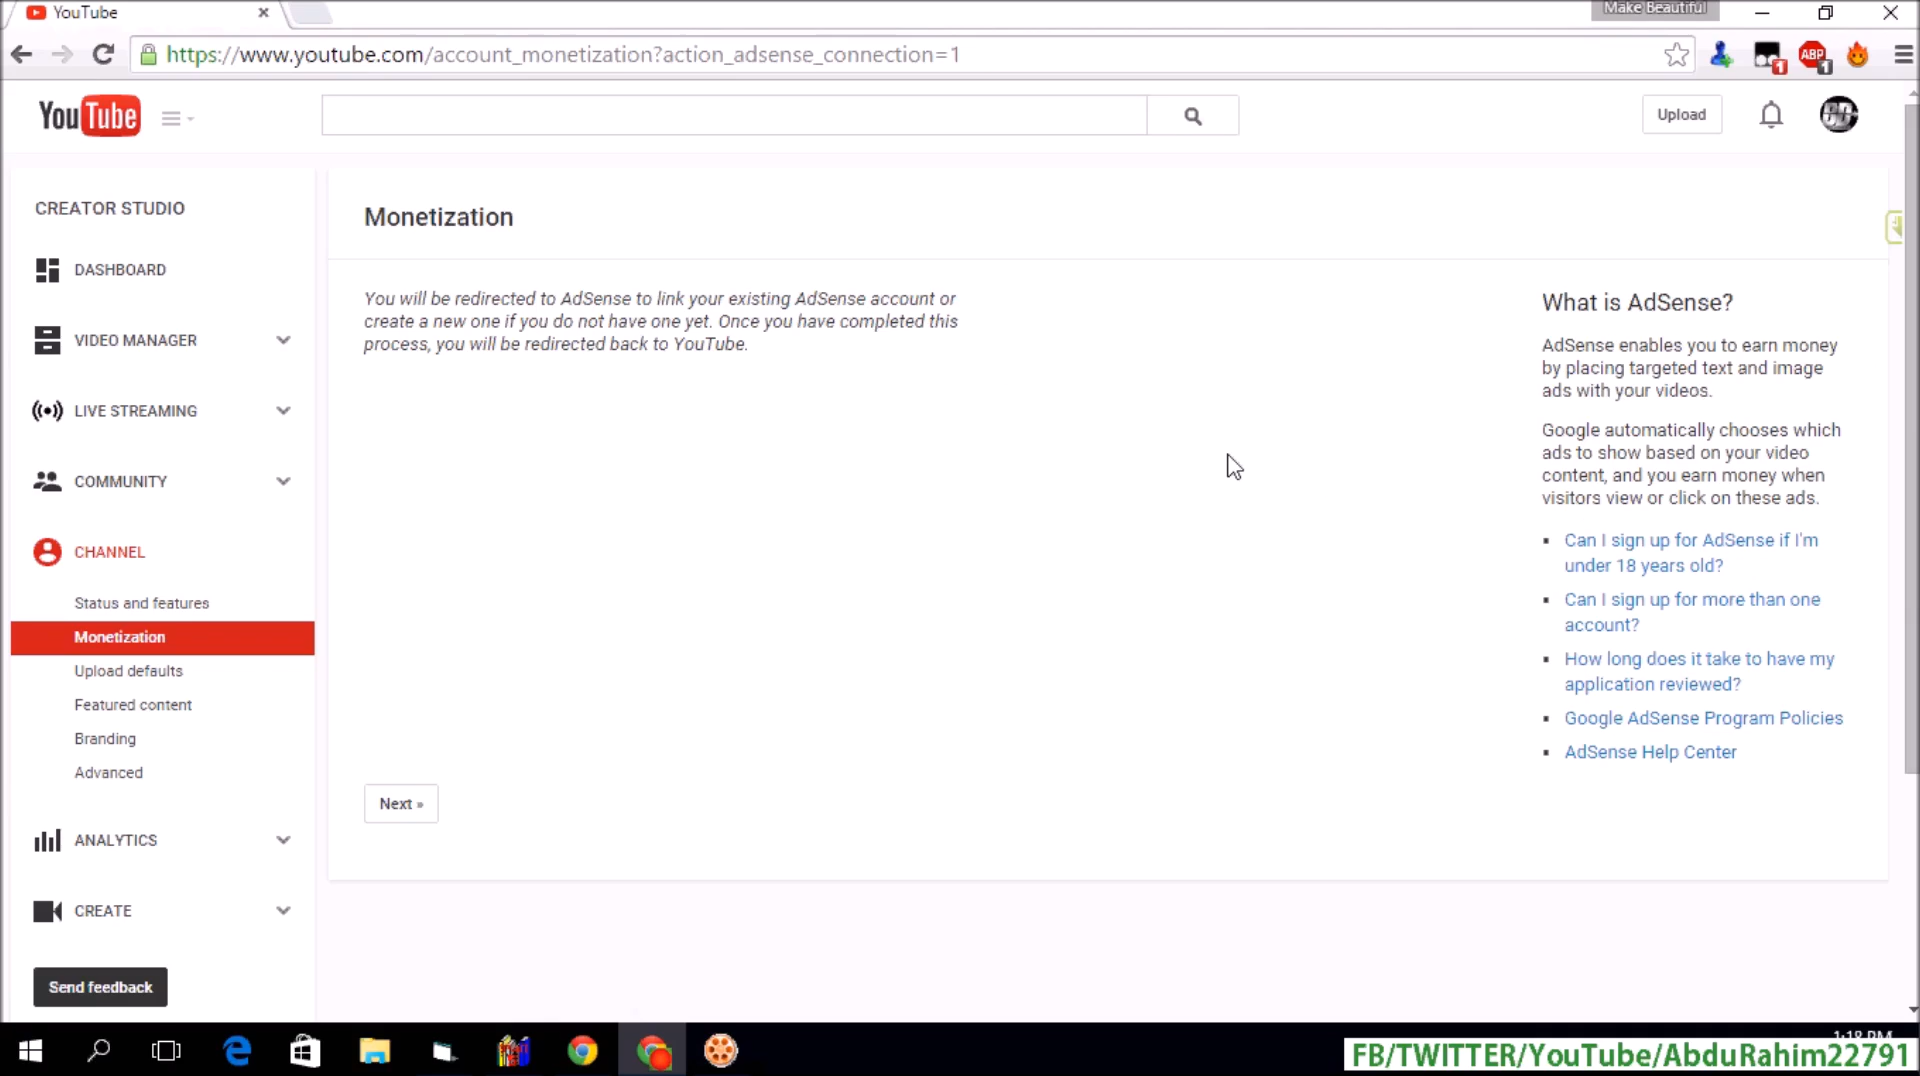 YouTube
Make Beautiful
https://www.youtube.com/account_monetization?action_adsense_connection=1
1
ABP
1
YouTube
Upload
CREATOR STUDIO
DASHBOARD
VIDEO MANAGER
LIVE STREAMING
COMMUNITY
CHANNEL
Status and features
Monetization
Upload defaults
Featured content
Branding
Advanced
ANALYTICS
CREATE
Send feedback
Monetization
You will be redirected to AdSense to link your existing AdSense account or
create a new one if you do not have one yet. Once you have completed this
process, you will be redirected back to YouTube.
Next »
What is AdSense?
AdSense enables you to earn money
by placing targeted text and image
ads with your videos.
Google automatically chooses which
ads to show based on your video
content, and you earn money when
visitors view or click on these ads.
Can I sign up for AdSense if I'm
under 18 years old?
Can I sign up for more than one
account?
How long does it take to have my
application reviewed?
Google AdSense Program Policies
AdSense Help Center
1:18 PM
FB/TWITTER/YouTube/AbduRahim22791